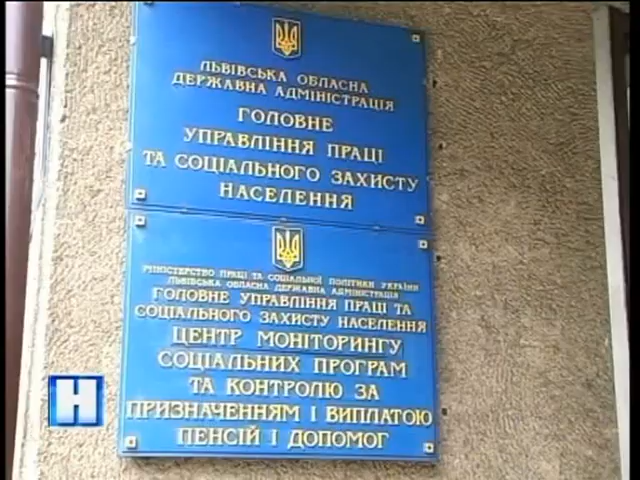 ЛЬВІВСЬКА ОБЛАСНА
ДЕРЖАВНА АДМІНІСТРАЦІЯ
ГОЛОВНЕ
УПРАВЛІННЯ ПРАЦІ
ТА СОЦІАЛЬНОГО ЗАХИСТУ
НАСЕЛЕННЯ
МІНІСТЕРСТВО ПРАЦІ ТА СОЦІАЛЬНОЇ ПОЛІТИКИ УКРАЇНИ
ЛЬВІВСЬКА ОБЛАСНА ДЕРЖАВНА АДМІНІСТРАЦІЯ
ГОЛОВНЕ УПРАВЛІННЯ ПРАЦІ ТА
СОЦІАЛЬНОГО ЗАХИСТУ НАСЕЛЕННЯ
ЦЕНТР МОНІТОРИНГУ
СОЦІАЛЬНИХ ПРОГРАМ
ТА КОНТРОЛЮ ЗА
ПРИЗНАЧЕННЯМ І ВИПЛАТОЮ
ПЕНСІЙ І ДОПОМОГ
Н